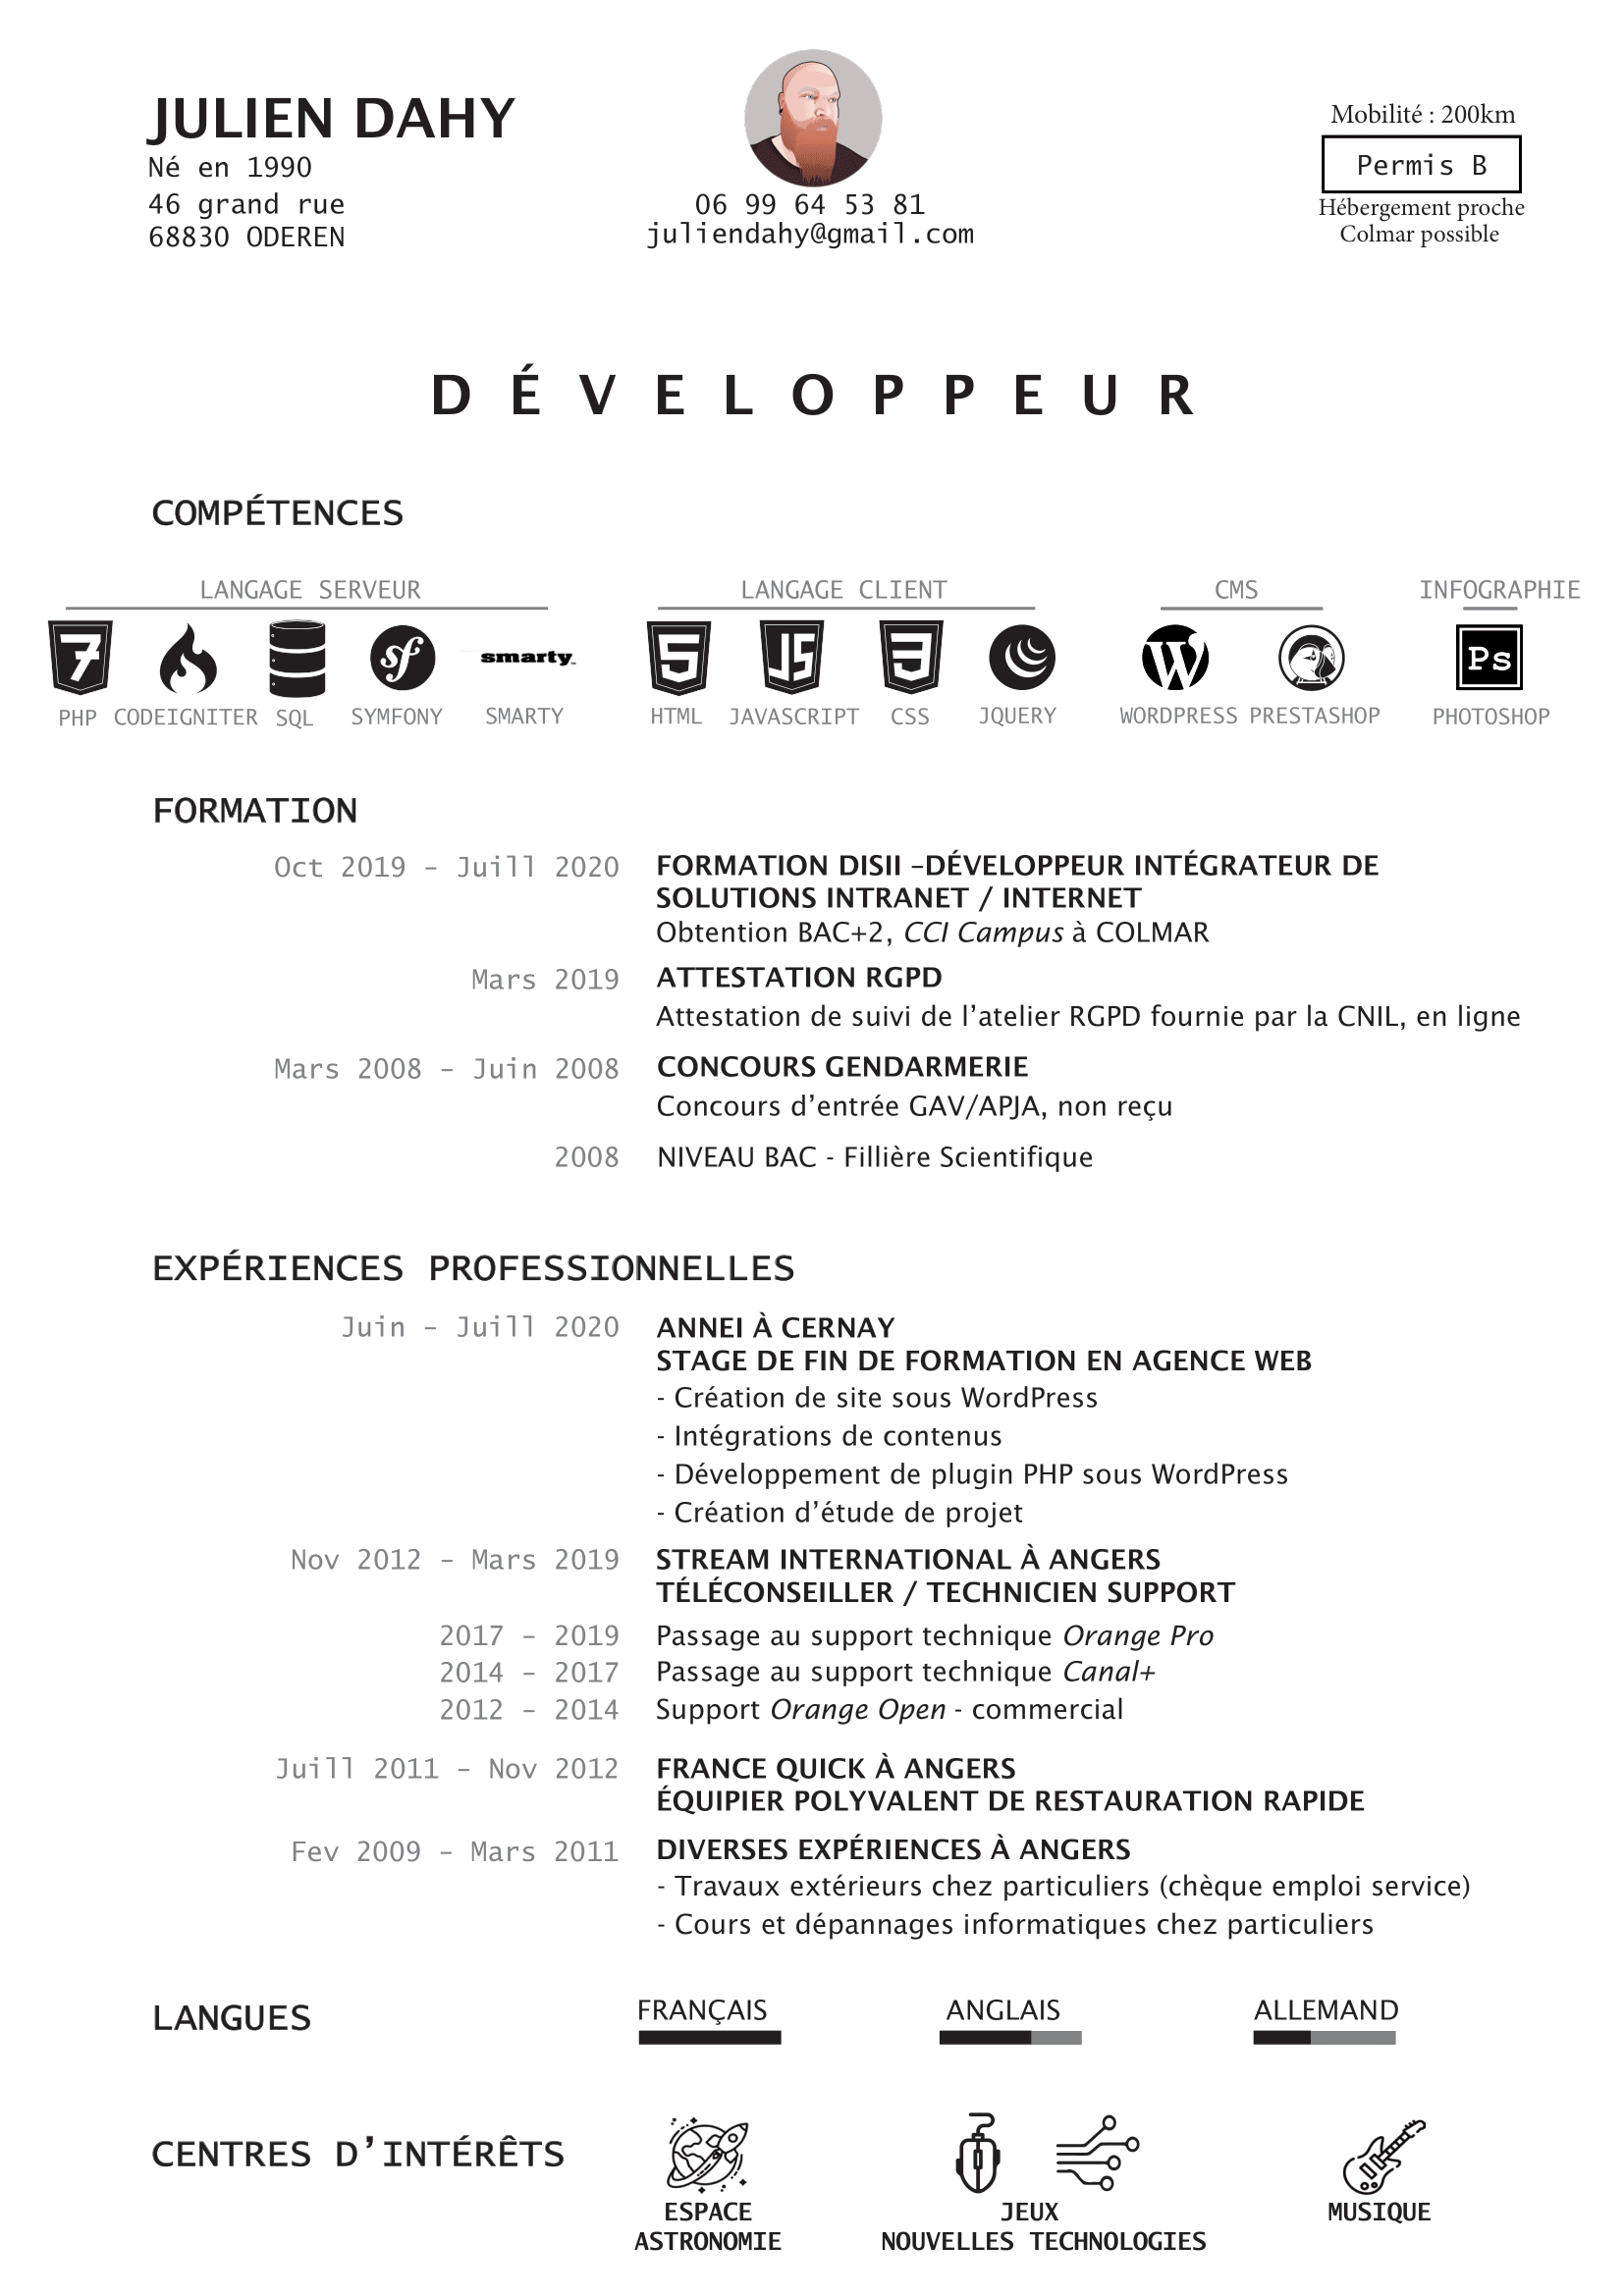 JULIEN DAHY
Né en 1990
46 grand rue
68830 ODEREN
06 99 64 53 81
juliendahy@gmail.com
Mobilité : 200km
Permis B
Hébergement proche
Colmar possible
DÉVELOPPEUR
COMPÉTENCES
LANGAGE SERVEUR
7
sf
smarty
PHP CODEIGNITER SQL SYMFONY SMARTY
LANGAGE CLIENT
5
JS
3
HTML JAVASCRIPT CSS JQUERY
CMS
W
WORDPRESS PRESTASHOP
INFOGRAPHIE
Ps
PHOTOSHOP
FORMATION
Oct 2019 – Juill 2020 FORMATION DISII –DÉVELOPPEUR INTÉGRATEUR DE
SOLUTIONS INTRANET / INTERNET
Obtention BAC+2, CCI Campus à COLMAR
Mars 2019 ATTESTATION RGPD
Attestation de suivi de l’atelier RGPD fournie par la CNIL, en ligne
Mars 2008 – Juin 2008 CONCOURS GENDARMERIE
Concours d’entrée GAV/APJA, non reçu
2008 NIVEAU BAC - Fillière Scientifique
EXPÉRIENCES PROFESSIONNELLES
Juin – Juill 2020 ANNEI À CERNAY
STAGE DE FIN DE FORMATION EN AGENCE WEB
- Création de site sous WordPress
- Intégrations de contenus
- Développement de plugin PHP sous WordPress
- Création d’étude de projet
Nov 2012 – Mars 2019 STREAM INTERNATIONAL À ANGERS
TÉLÉCONSEILLER / TECHNICIEN SUPPORT
2017 – 2019 Passage au support technique Orange Pro
2014 – 2017 Passage au support technique Canal+
2012 – 2014 Support Orange Open - commercial
Juill 2011 – Nov 2012 FRANCE QUICK À ANGERS
ÉQUIPIER POLYVALENT DE RESTAURATION RAPIDE
Fev 2009 – Mars 2011 DIVERSES EXPÉRIENCES À ANGERS
- Travaux extérieurs chez particuliers (chèque emploi service)
- Cours et dépannages informatiques chez particuliers
LANGUES
FRANÇAIS ANGLAIS ALLEMAND
CENTRES D’INTÉRÊTS
ESPACE
ASTRONOMIE
JEUX
NOUVELLES TECHNOLOGIES
MUSIQUE